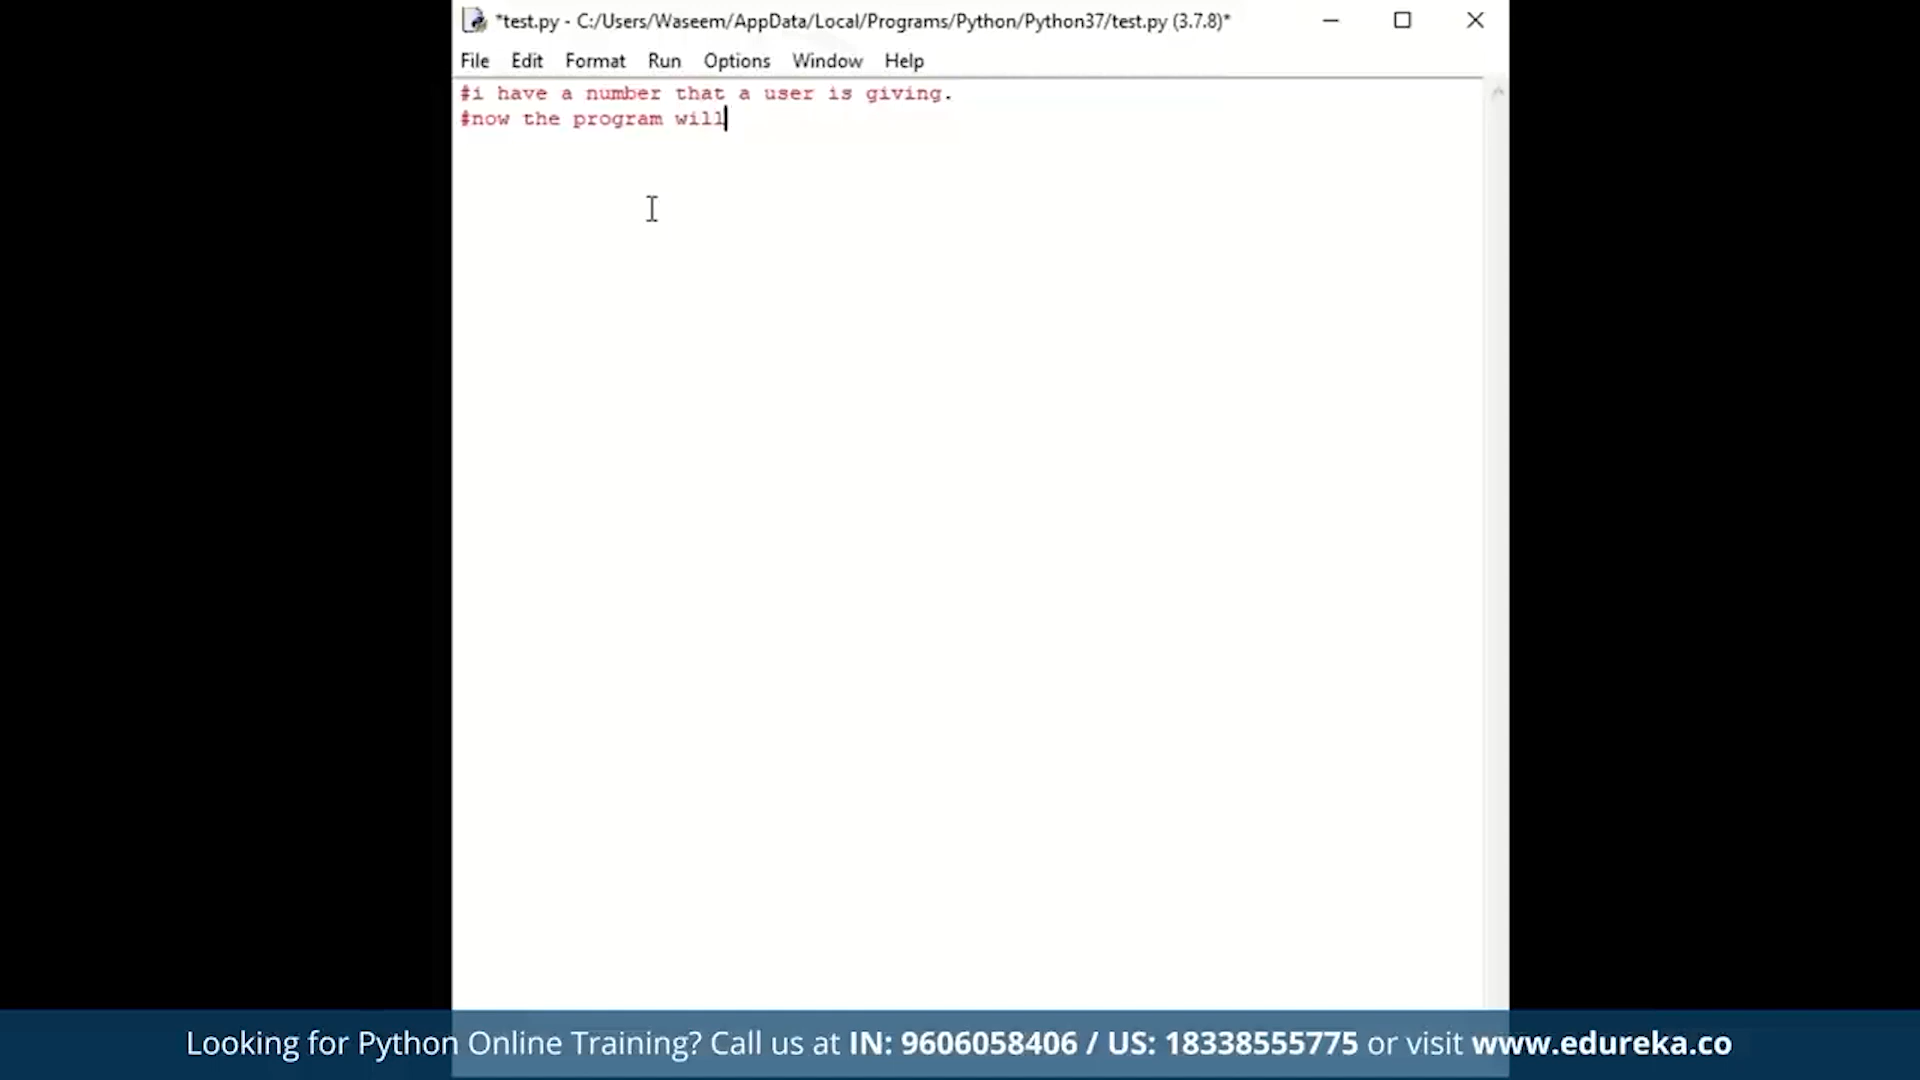 *test.py - C:/Users/Waseem/AppData/Local/Programs/Python/Python37/test.py (3.7.8)*
File Edit Format Run Options Window Help
#i have a number that a user is giving.
#now the program will
Looking for Python Online Training? Call us at IN: 9606058406 / US: 18338555775 or visit www.edureka.co